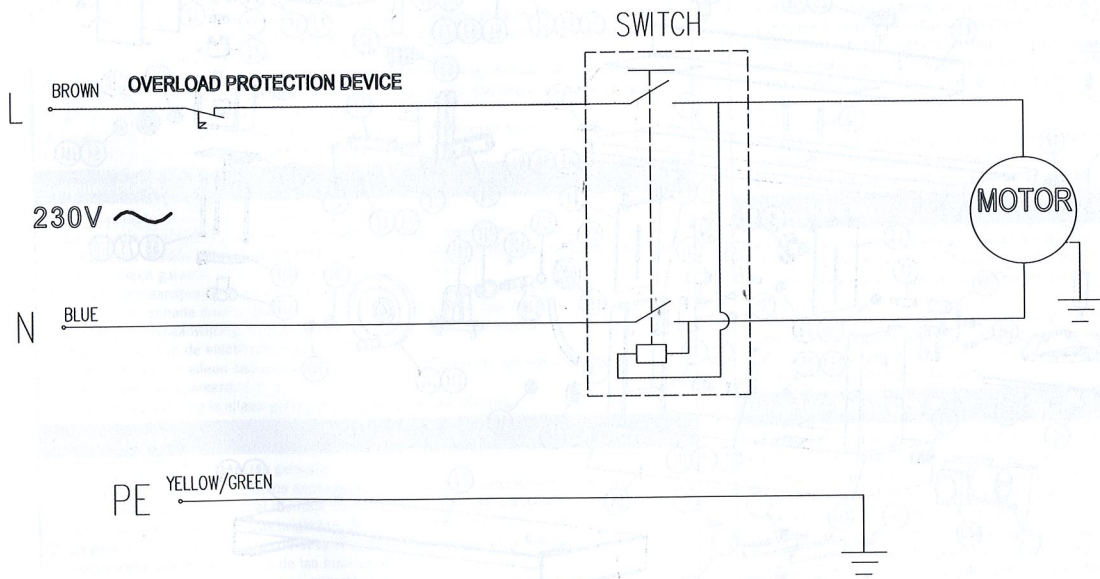 SWITCH
BROWN OVERLOAD PROTECTION DEVICE
L
MOTOR
230V ~
BLUE
N
YELLOW/GREEN
PE